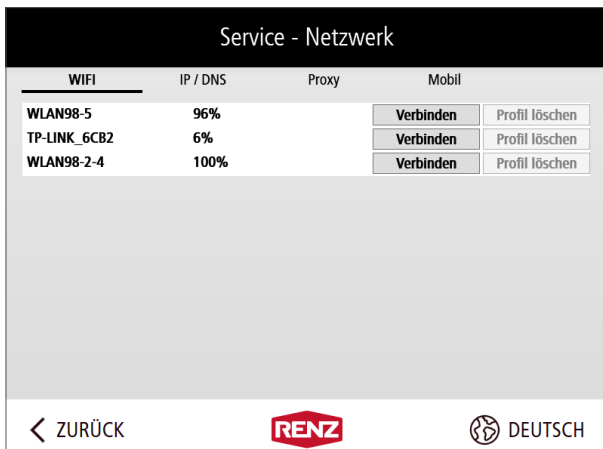 Service - Netzwerk
WIFI IP / DNS Proxy Mobil
WLAN98-5 96% Verbinden Profil löschen
TP-LINK_6CB2 6% Verbinden Profil löschen
WLAN98-2-4 100% Verbinden Profil löschen
ZURÜCK RENZ DEUTSCH